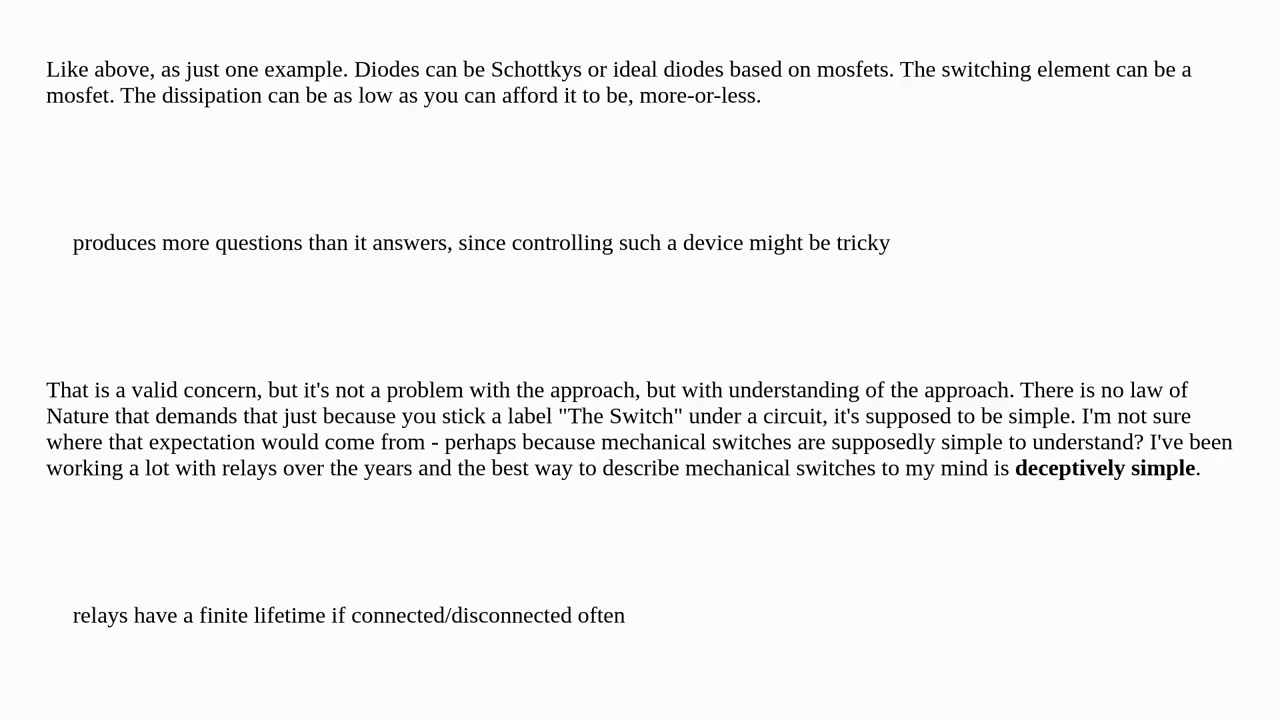 Like above, as just one example. Diodes can be Schottkys or ideal diodes based on mosfets. The switching element can be a
mosfet. The dissipation can be as low as you can afford it to be, more-or-less.
produces more questions than it answers, since controlling such a device might be tricky
That is a valid concern, but it's not a problem with the approach, but with understanding of the approach. There is no law of
Nature that demands that just because you stick a label "The Switch" under a circuit, it's supposed to be simple. I'm not sure
where that expectation would come from - perhaps because mechanical switches are supposedly simple to understand? I've been
working a lot with relays over the years and the best way to describe mechanical switches to my mind is deceptively simple.
relays have a finite lifetime if connected/disconnected often